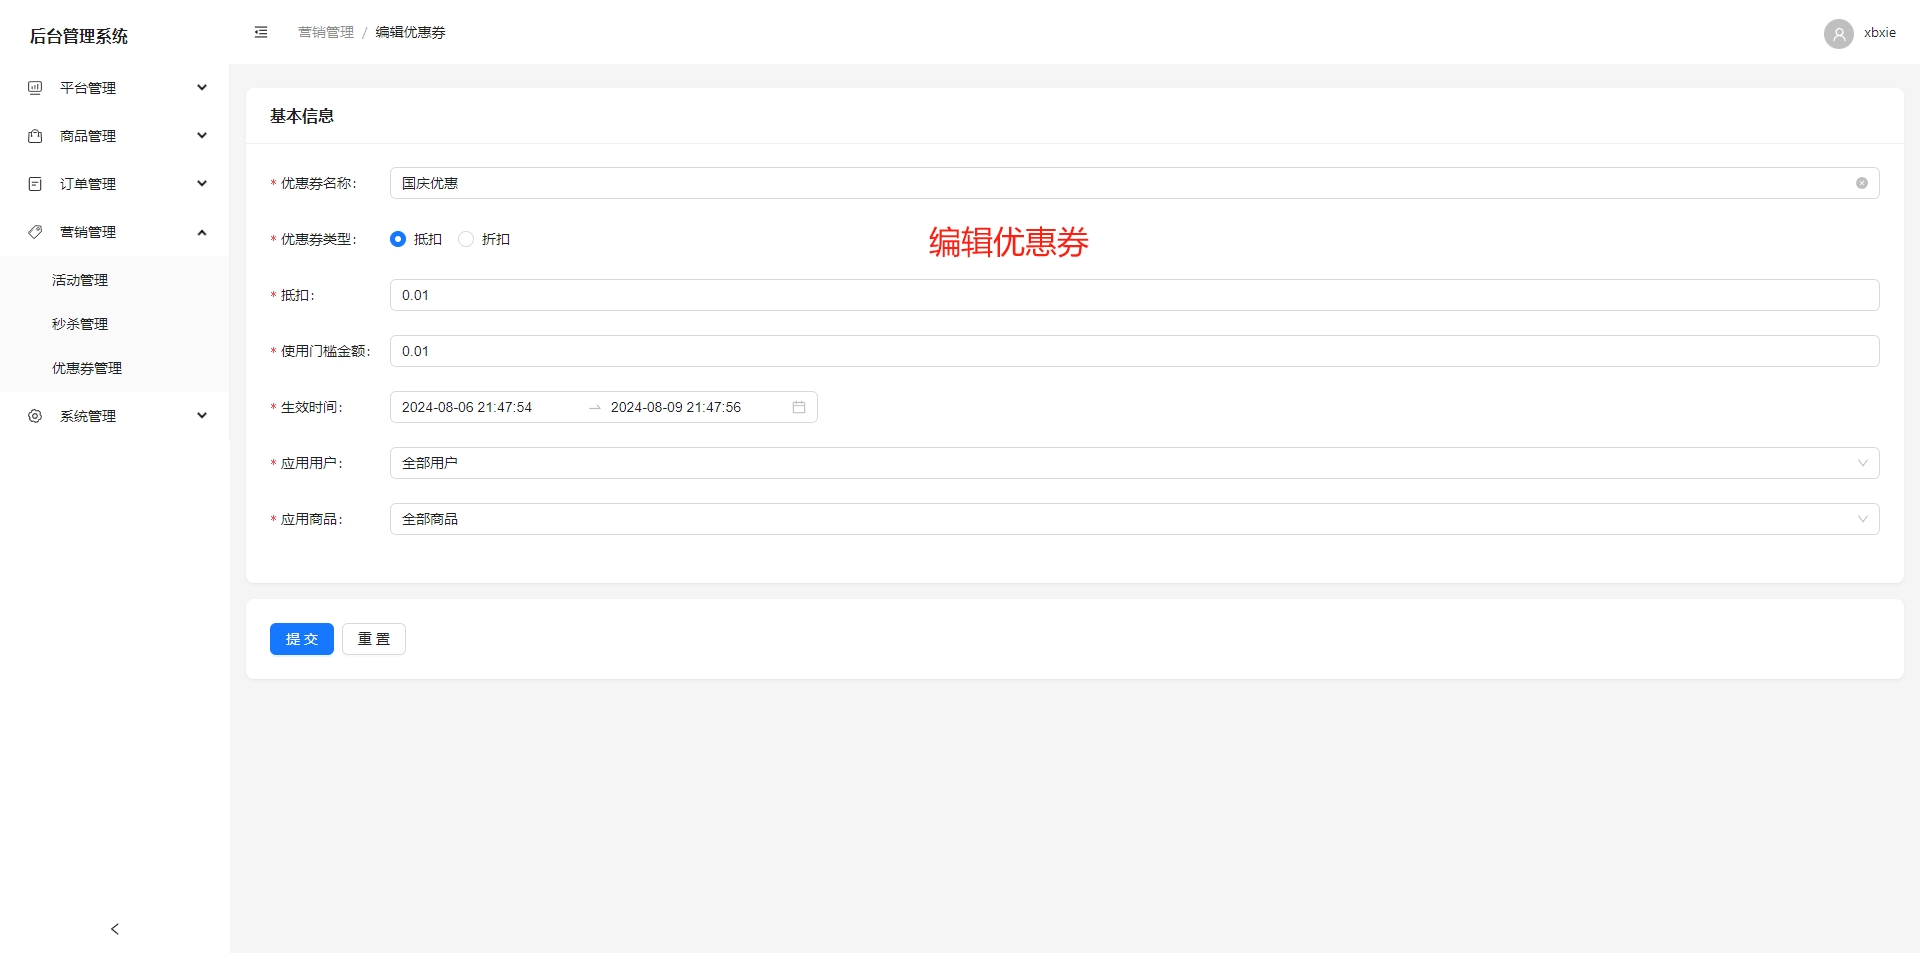 后台管理系统
营销管理 / 编辑优惠券
xbxie
平台管理
商品管理
订单管理
营销管理
活动管理
秒杀管理
优惠券管理
系统管理
基本信息
* 优惠券名称: 国庆优惠
* 优惠券类型: 抵扣 折扣
编辑优惠券
* 抵扣: 0.01
* 使用门槛金额: 0.01
* 生效时间: 2024-08-06 21:47:54 → 2024-08-09 21:47:56
* 应用用户: 全部用户
* 应用商品: 全部商品
提 交 重 置